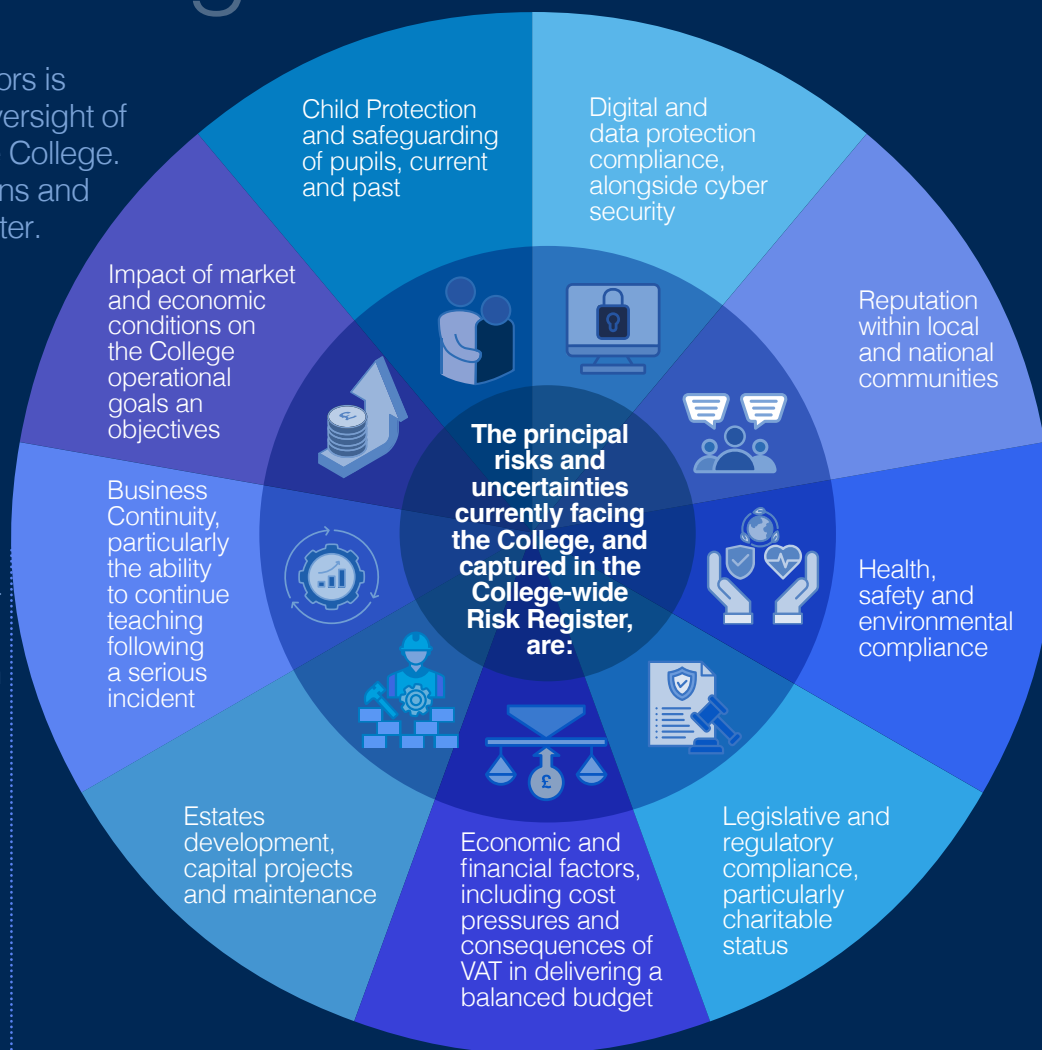 ors is
versight of
e College.
ns and
ter.
Child Protection
and safeguarding
of pupils, current
and past
Digital and
data protection
compliance,
alongside cyber
security
Reputation
within local
and national
communities
Health,
safety and
environmental
compliance
Legislative and
regulatory
compliance,
particularly
charitable
status
Economic and
financial factors,
including cost
pressures and
consequences of
VAT in delivering a
balanced budget
Estates
development,
capital projects
and maintenance
Business
Continuity,
particularly
the ability
to continue
teaching
following
a serious
incident
Impact of market
and economic
conditions on
the College
operational
goals an
objectives
The principal
risks and
uncertainties
currently facing
the College, and
captured in the
College-wide
Risk Register,
are:
£
£